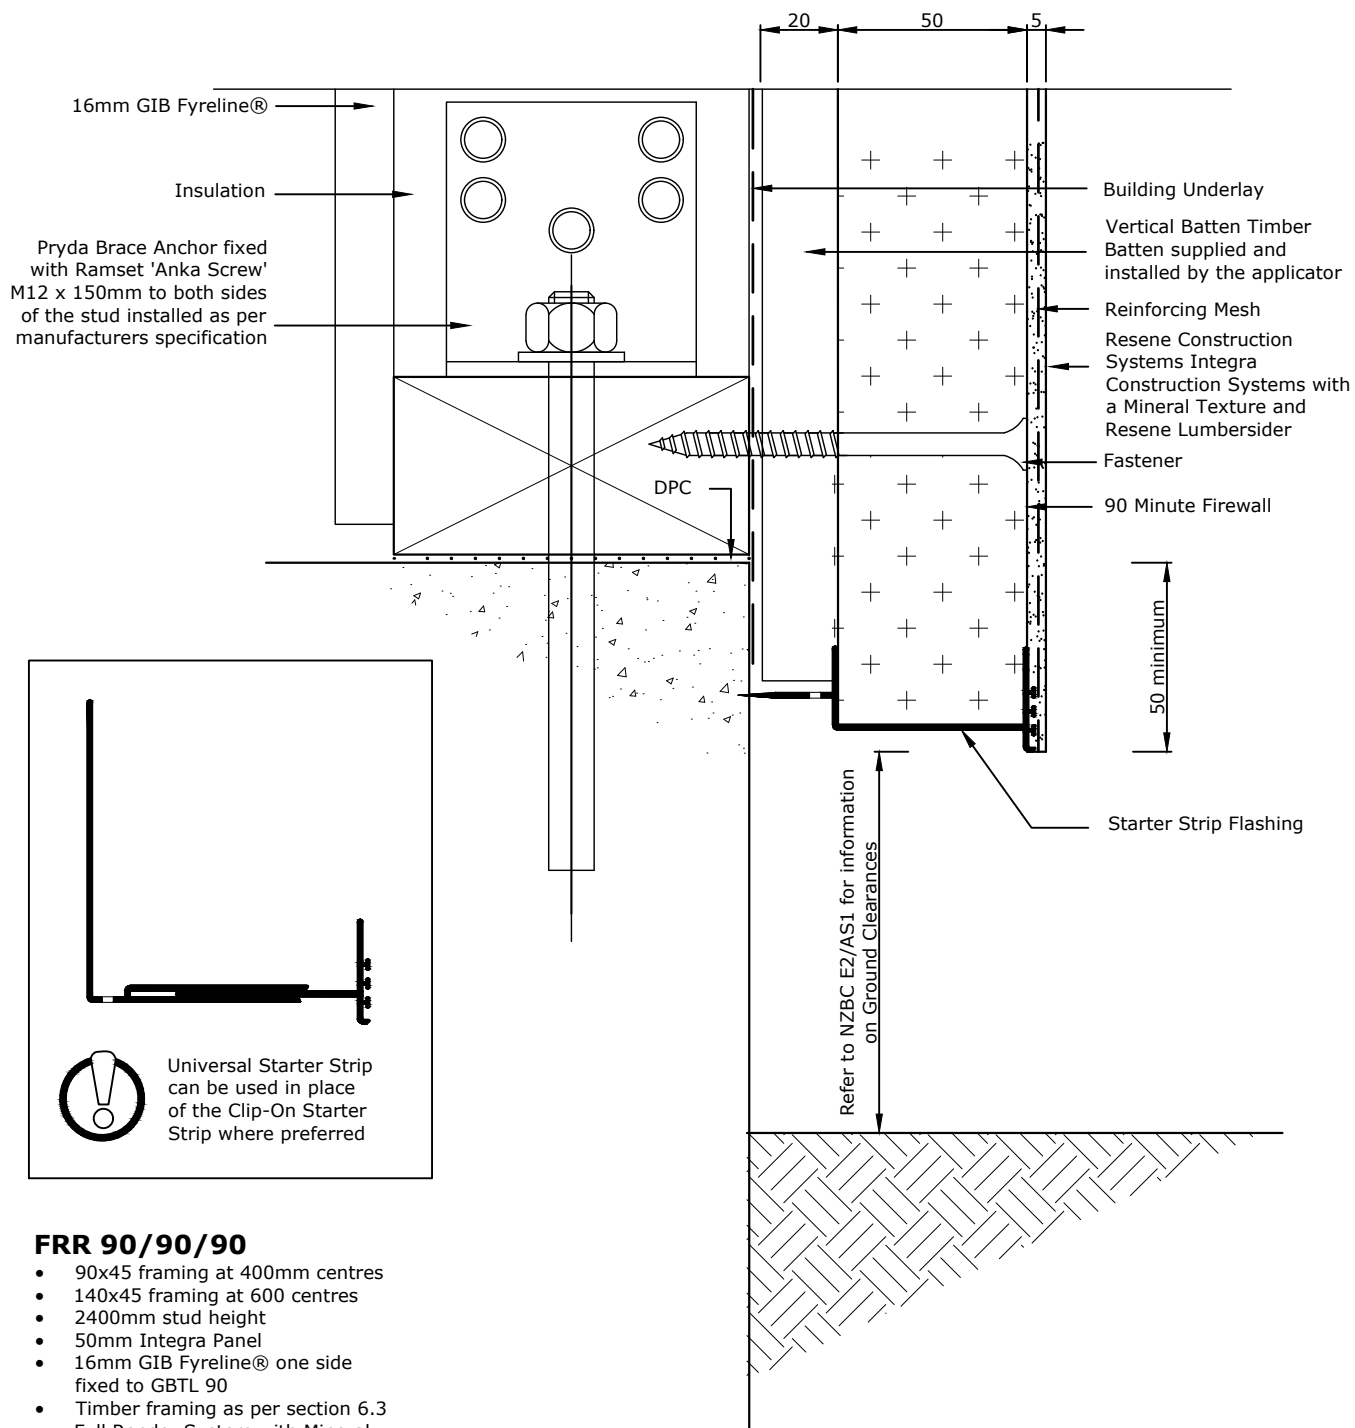 20
50
5
16mm GIB Fyreline®
Insulation
Pryda Brace Anchor fixed
with Ramset 'Anka Screw'
M12 x 150mm to both sides
of the stud installed as per
manufacturers specification
Building Underlay
Vertical Batten Timber
Batten supplied and
installed by the applicator
Reinforcing Mesh
Resene Construction
Systems Integra
Construction Systems with
a Mineral Texture and
Resene Lumbersider
Fastener
90 Minute Firewall
DPC
50 minimum
Starter Strip Flashing
Refer to NZBC E2/AS1 for information
on Ground Clearances
Universal Starter Strip
can be used in place
of the Clip-On Starter
Strip where preferred
FRR 90/90/90
• 90x45 framing at 400mm centres
• 140x45 framing at 600 centres
• 2400mm stud height
• 50mm Integra Panel
• 16mm GIB Fyreline® one side
fixed to GBTL 90
• Timber framing as per section 6.3
Full Render System with Mineral